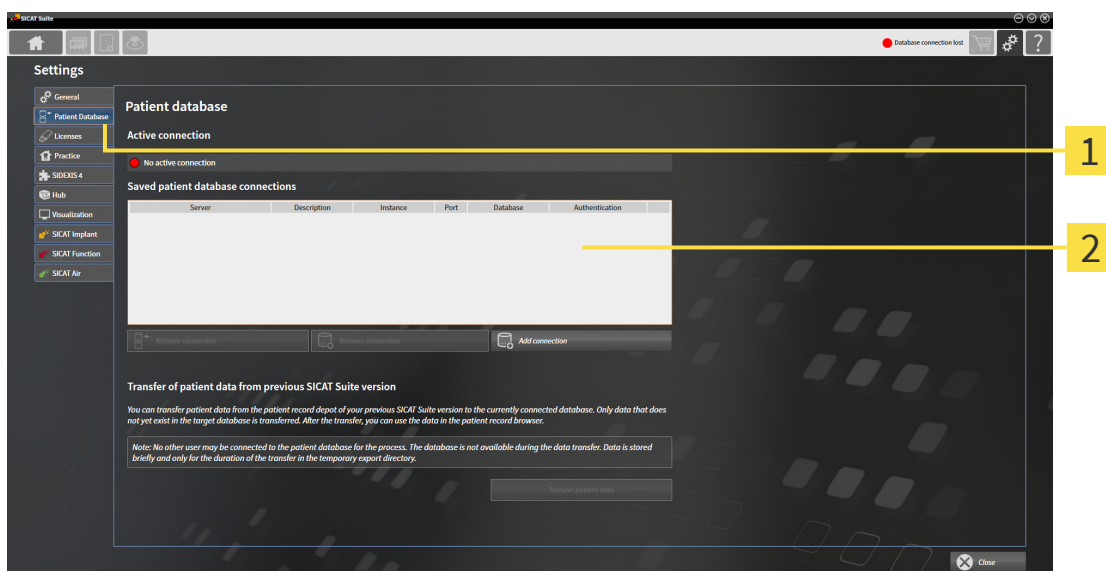 SICAT Suite
Database connection lost
?
Settings
General
Patient Database
Licenses
Practice
SIDEXIS 4
Hub
Visualization
SICAT Implant
SICAT Function
SICAT Air
Patient database
Active connection
No active connection
Saved patient database connections
Server Description Instance Port Database Authentication
Activate connection Remove connection Add connection
Transfer of patient data from previous SICAT Suite version
You can transfer patient data from the patient record depot of your previous SICAT Suite version to the currently connected database. Only data that does
not yet exist in the target database is transferred. After the transfer, you can use the data in the patient record browser.
Note: No other user may be connected to the patient database for the process. The database is not available during the data transfer. Data is stored
briefly and only for the duration of the transfer in the temporary export directory.
Transfer patient data
Close
1
2